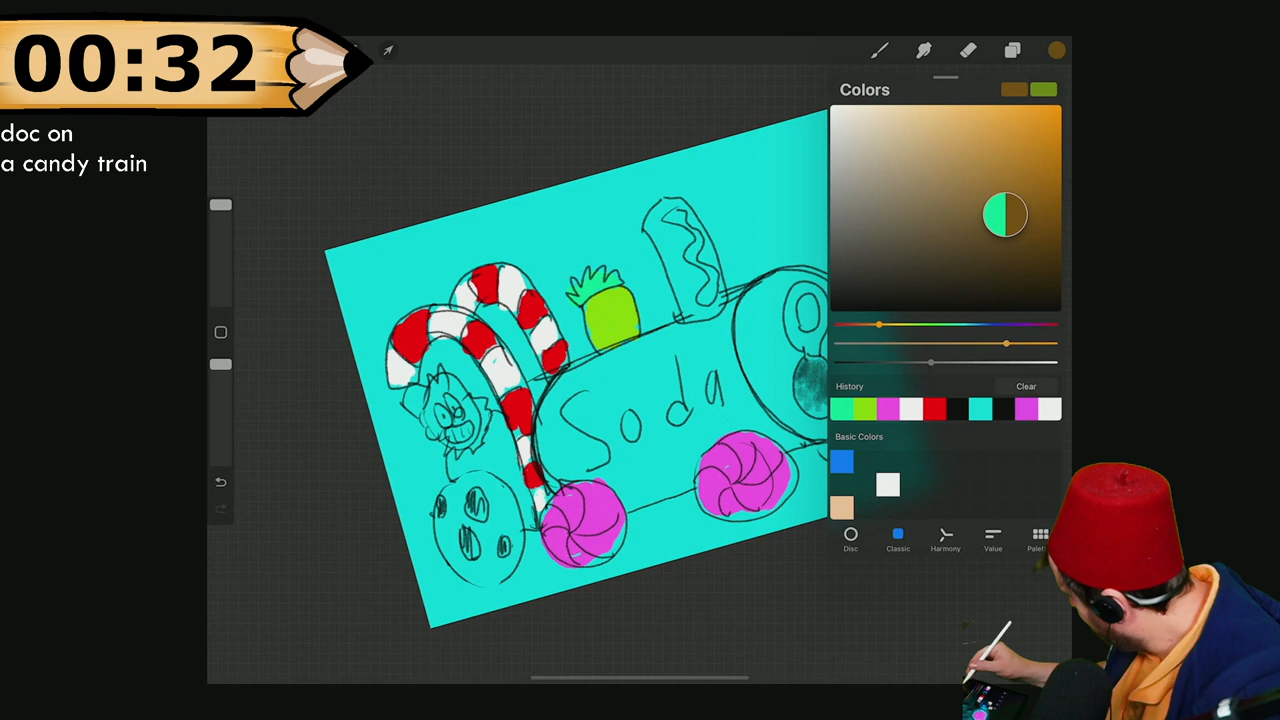 00:32
doc on
a candy train
Colors
Soda
History
Clear
Basic Colors
Disc
Classic
Harmony
Value